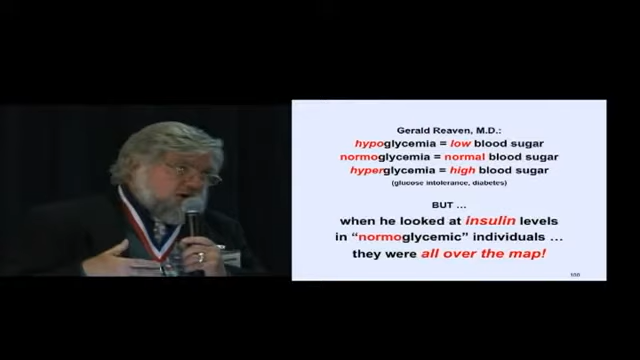 Gerald Reaven, M.D.:
hypoglycemia = low blood sugar
normoglycemia = normal blood sugar
hyperglycemia = high blood sugar
(glucose intolerance, diabetes)
BUT ...
when he looked at insulin levels
in “normoglycemic” individuals ...
they were all over the map!